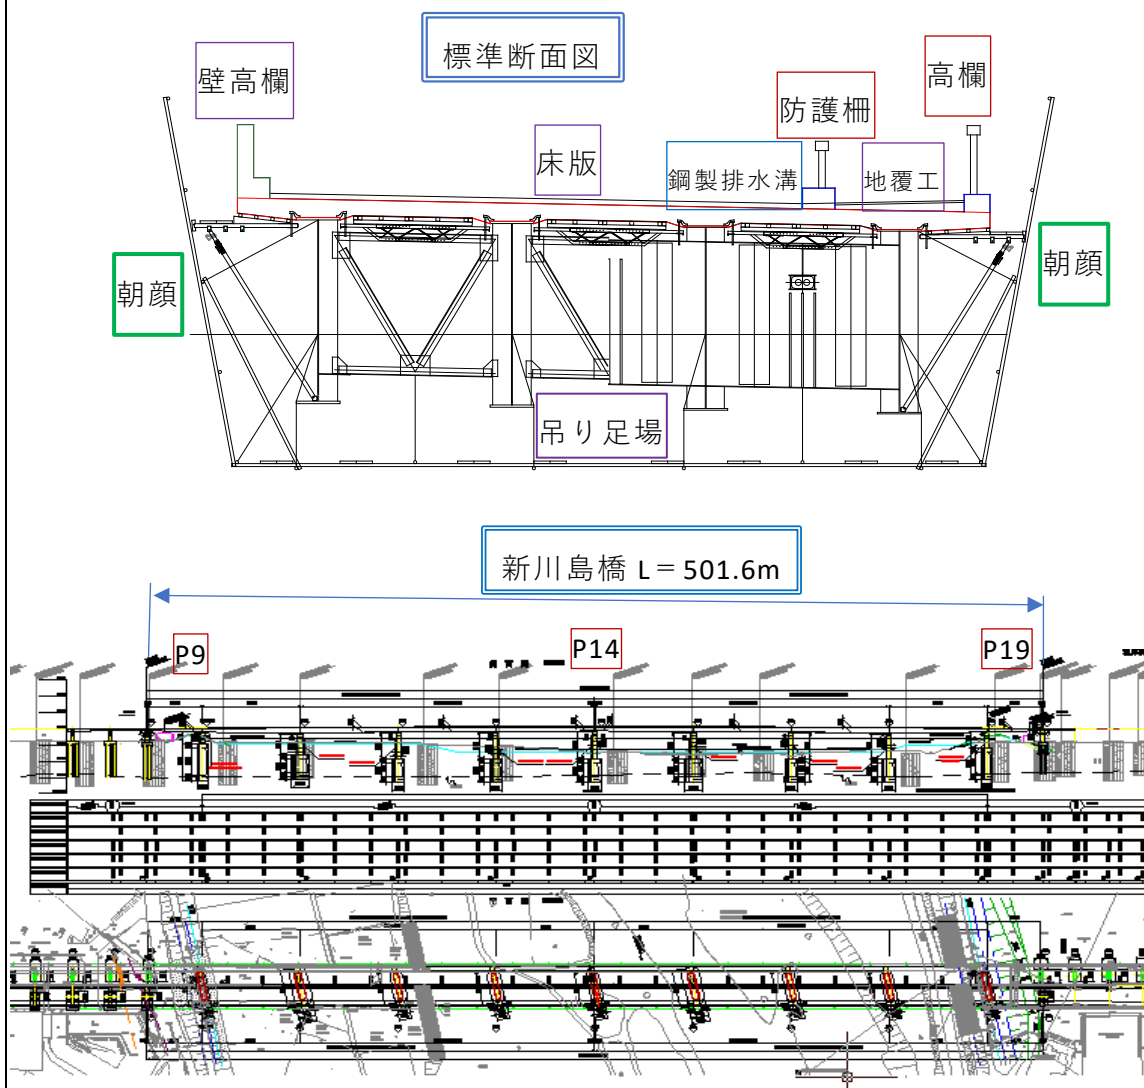 標準断面図
壁高欄
高欄
防護柵
床版
鋼製排水溝
地覆工
朝顔
朝顔
吊り足場
新川島橋 L=501.6m
P9
P14
P19